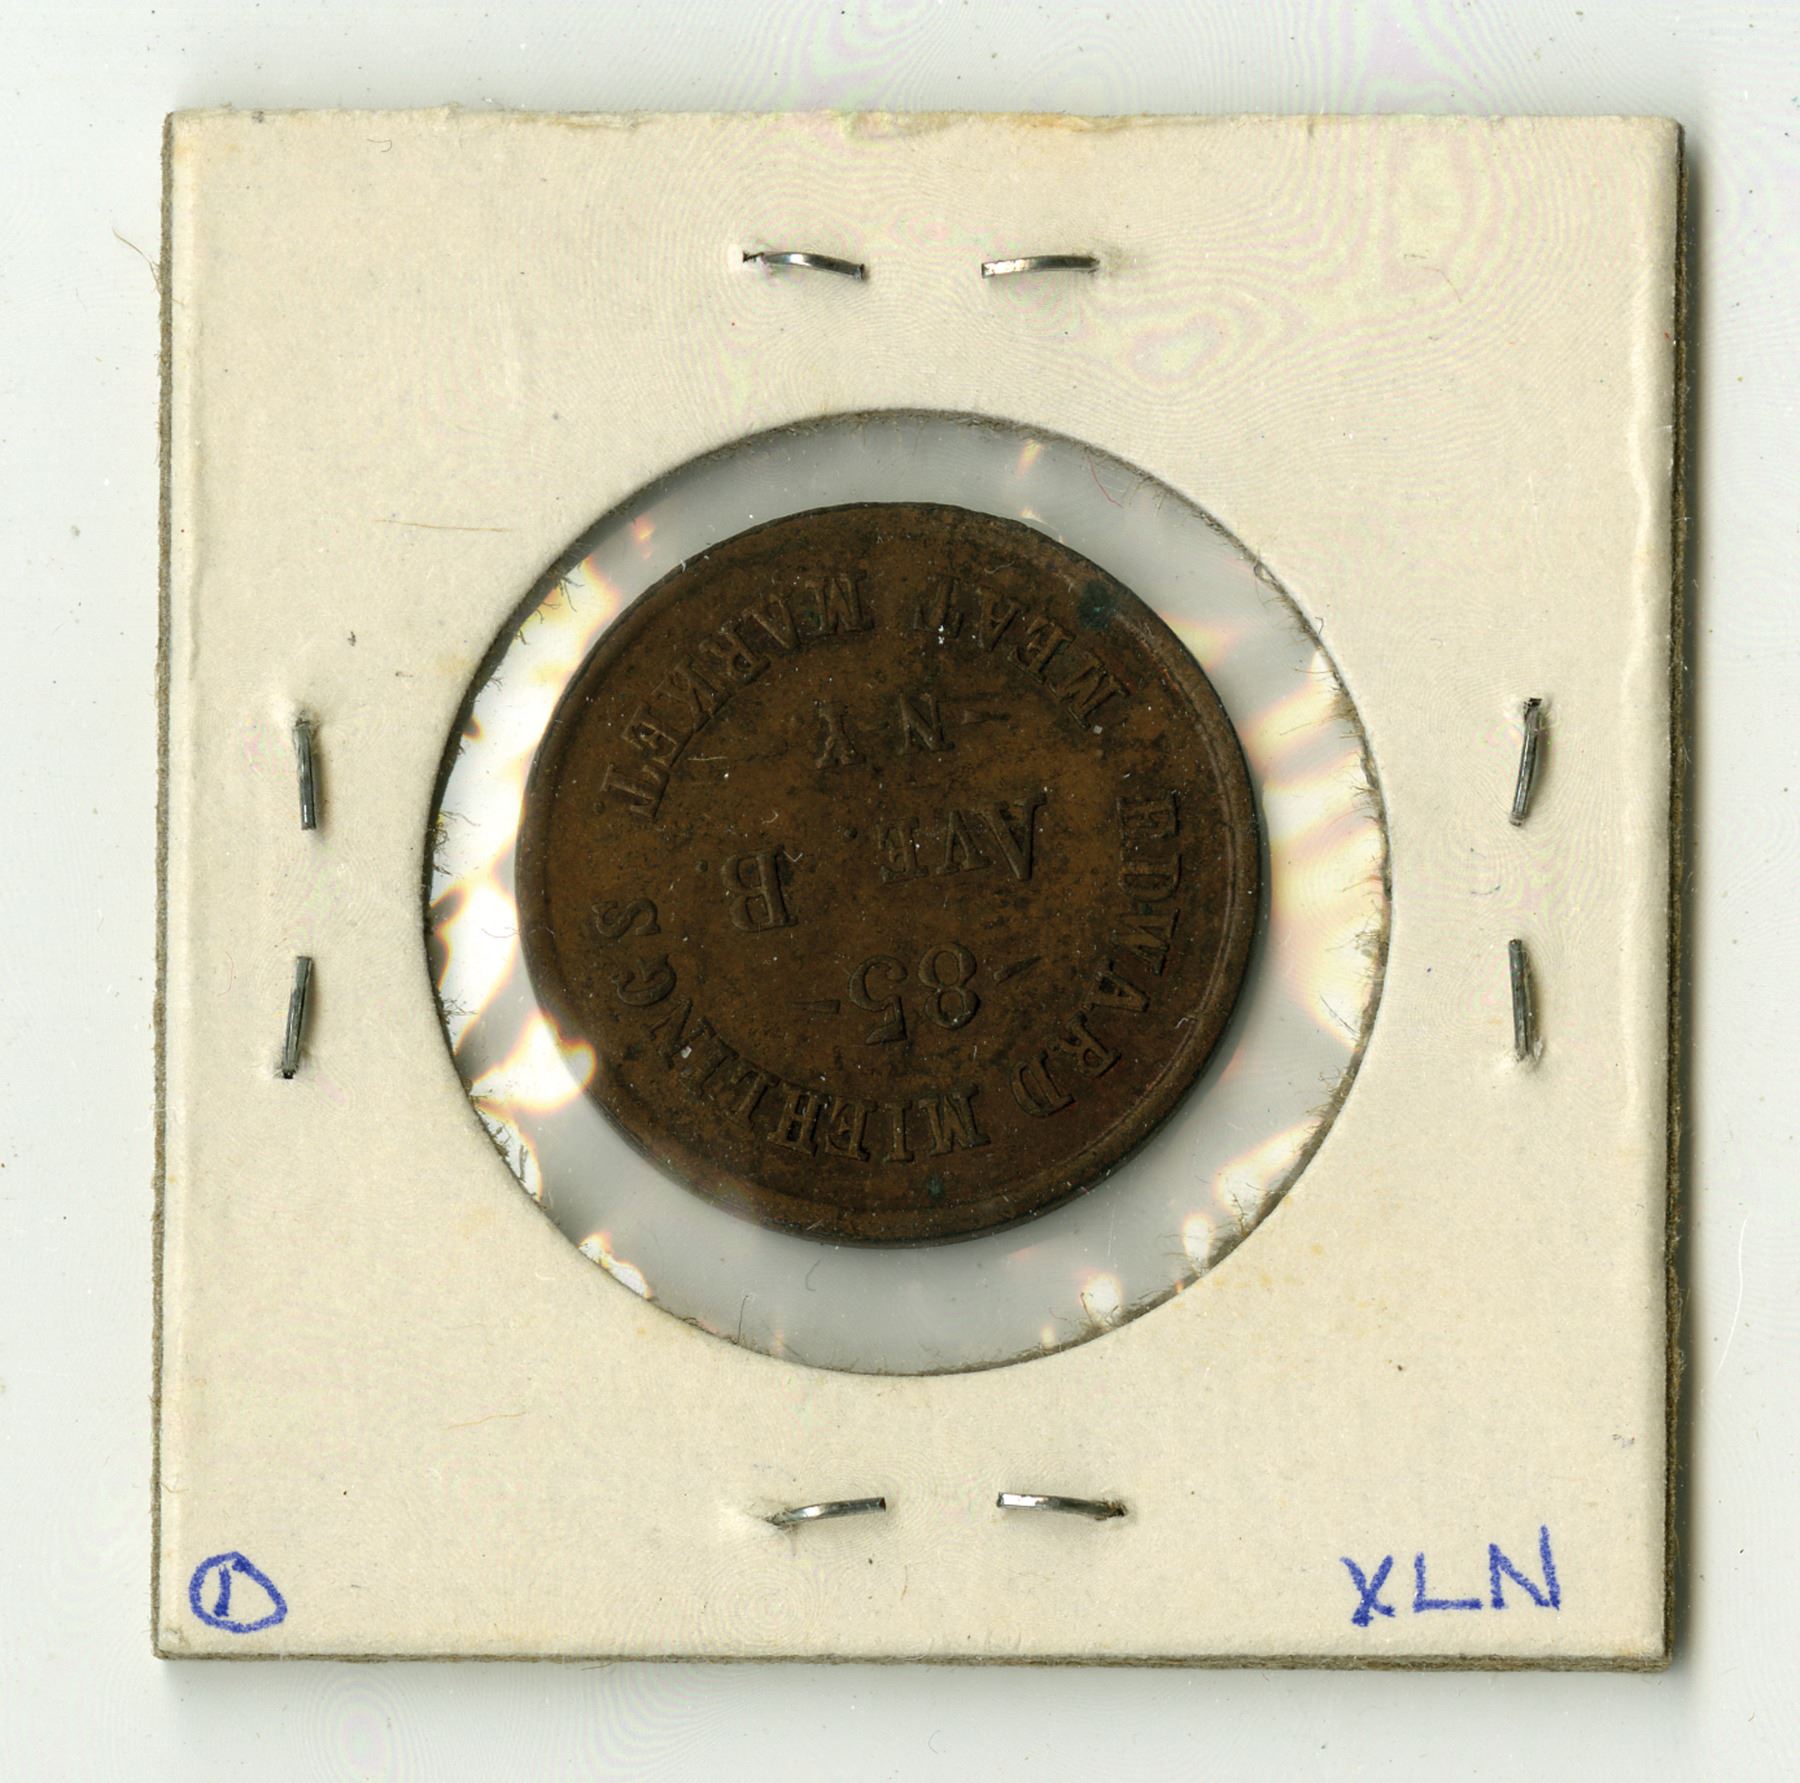 EDWARD MIEHLINGS
MEAT MARKET
- 85 -
AVE. B.
- N. Y. -
D
XLN